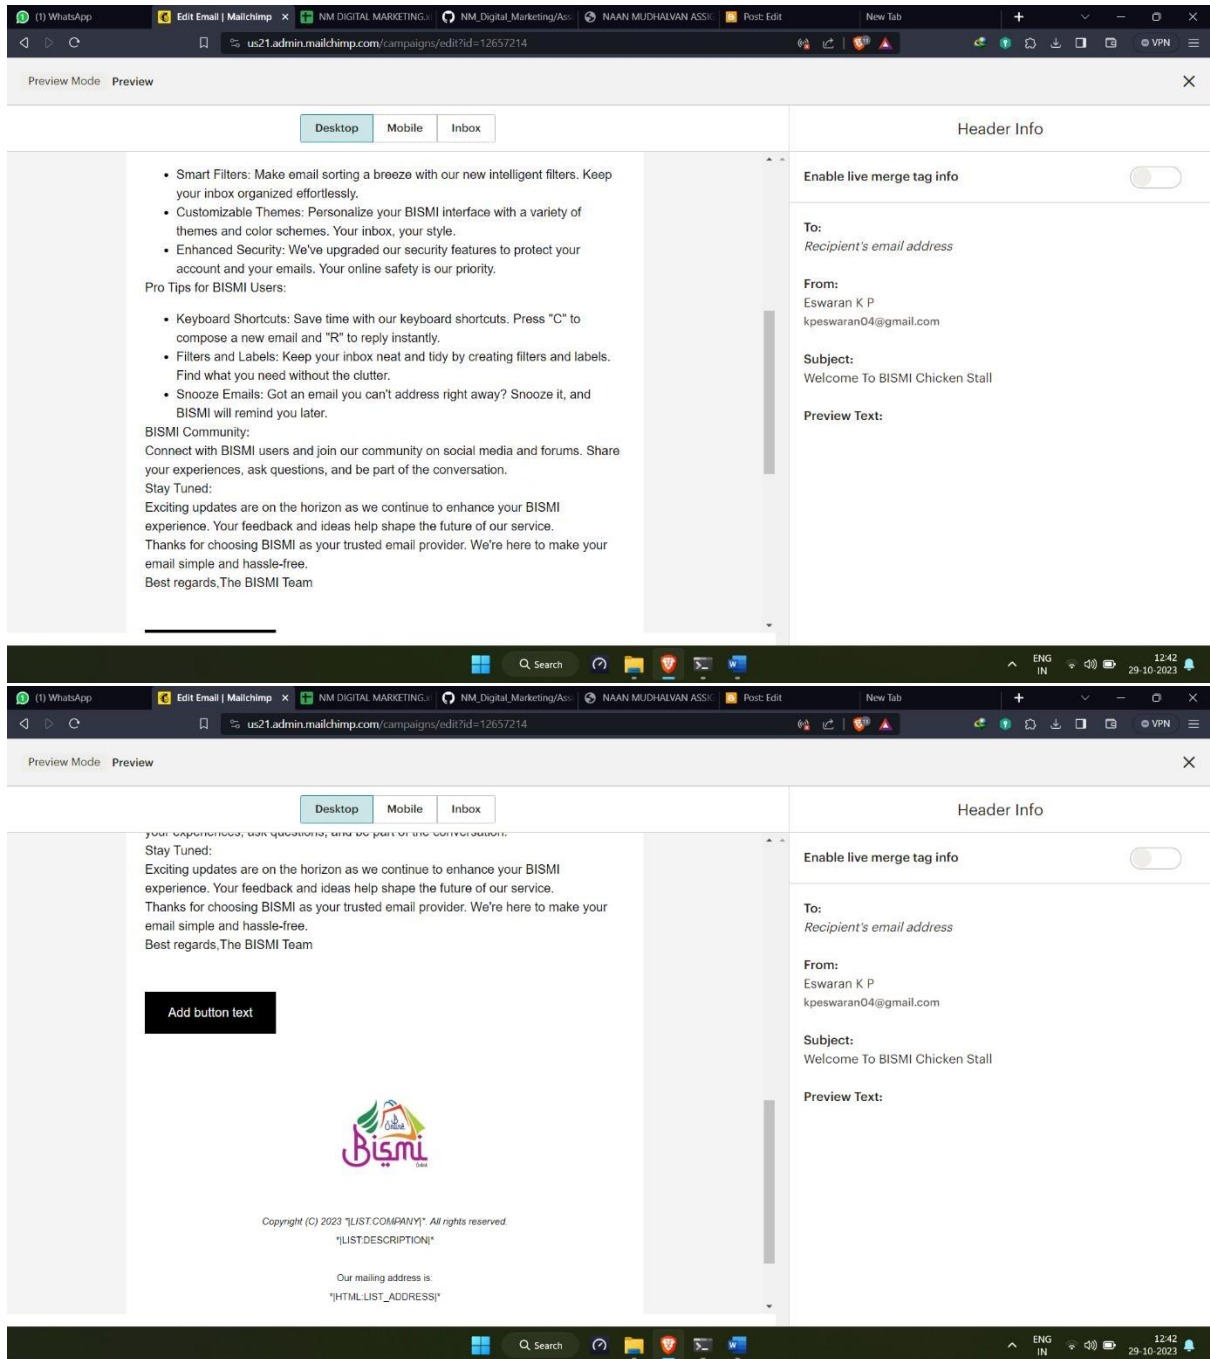 (1) WhatsApp
Edit Email | Mailchimp
NM DIGITAL MARKETING.x
NM_Digital_Marketing/Ass
NAAN MUDHALVAN ASSIG
Post: Edit
New Tab
us21.admin.mailchimp.com/campaigns/edit?id=12657214
VPN
Preview Mode Preview
Desktop Mobile Inbox
Header Info
• Smart Filters: Make email sorting a breeze with our new intelligent filters. Keep
your inbox organized effortlessly.
• Customizable Themes: Personalize your BISMI interface with a variety of
themes and color schemes. Your inbox, your style.
• Enhanced Security: We've upgraded our security features to protect your
account and your emails. Your online safety is our priority.
Pro Tips for BISMI Users:
• Keyboard Shortcuts: Save time with our keyboard shortcuts. Press "C" to
compose a new email and "R" to reply instantly.
• Filters and Labels: Keep your inbox neat and tidy by creating filters and labels.
Find what you need without the clutter.
• Snooze Emails: Got an email you can't address right away? Snooze it, and
BISMI will remind you later.
BISMI Community:
Connect with BISMI users and join our community on social media and forums. Share
your experiences, ask questions, and be part of the conversation.
Stay Tuned:
Exciting updates are on the horizon as we continue to enhance your BISMI
experience. Your feedback and ideas help shape the future of our service.
Thanks for choosing BISMI as your trusted email provider. We're here to make your
email simple and hassle-free.
Best regards,The BISMI Team
Enable live merge tag info
To:
Recipient's email address
From:
Eswaran K P
kpeswaran04@gmail.com
Subject:
Welcome To BISMI Chicken Stall
Preview Text:
Search
ENG
IN
12:42
29-10-2023
(1) WhatsApp
Edit Email | Mailchimp
NM DIGITAL MARKETING.x
NM_Digital_Marketing/Ass
NAAN MUDHALVAN ASSIG
Post: Edit
New Tab
us21.admin.mailchimp.com/campaigns/edit?id=12657214
VPN
Preview Mode Preview
Desktop Mobile Inbox
Header Info
your experiences, ask questions, and be part of the conversation.
Stay Tuned:
Exciting updates are on the horizon as we continue to enhance your BISMI
experience. Your feedback and ideas help shape the future of our service.
Thanks for choosing BISMI as your trusted email provider. We're here to make your
email simple and hassle-free.
Best regards,The BISMI Team
Add button text
Online
Bismi
Copyright (C) 2023 *|LIST:COMPANY|*. All rights reserved.
*|LIST:DESCRIPTION|*
Our mailing address is:
*|HTML:LIST_ADDRESS|*
Enable live merge tag info
To:
Recipient's email address
From:
Eswaran K P
kpeswaran04@gmail.com
Subject:
Welcome To BISMI Chicken Stall
Preview Text:
Search
ENG
IN
12:42
29-10-2023